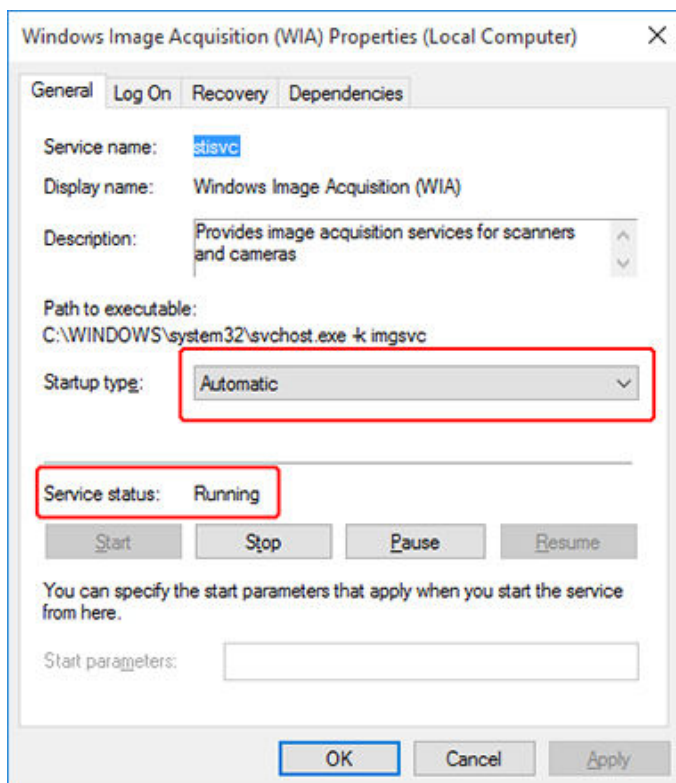 Windows Image Acquisition (WIA) Properties (Local Computer)
General Log On Recovery Dependencies
Service name: stisvc
Display name: Windows Image Acquisition (WIA)
Description: Provides image acquisition services for scanners
and cameras
Path to executable:
C:\WINDOWS\system32\svchost.exe -k imgsvc
Startup type: Automatic
Service status: Running
Start Stop Pause Resume
You can specify the start parameters that apply when you start the service
from here.
Start parameters:
OK Cancel Apply